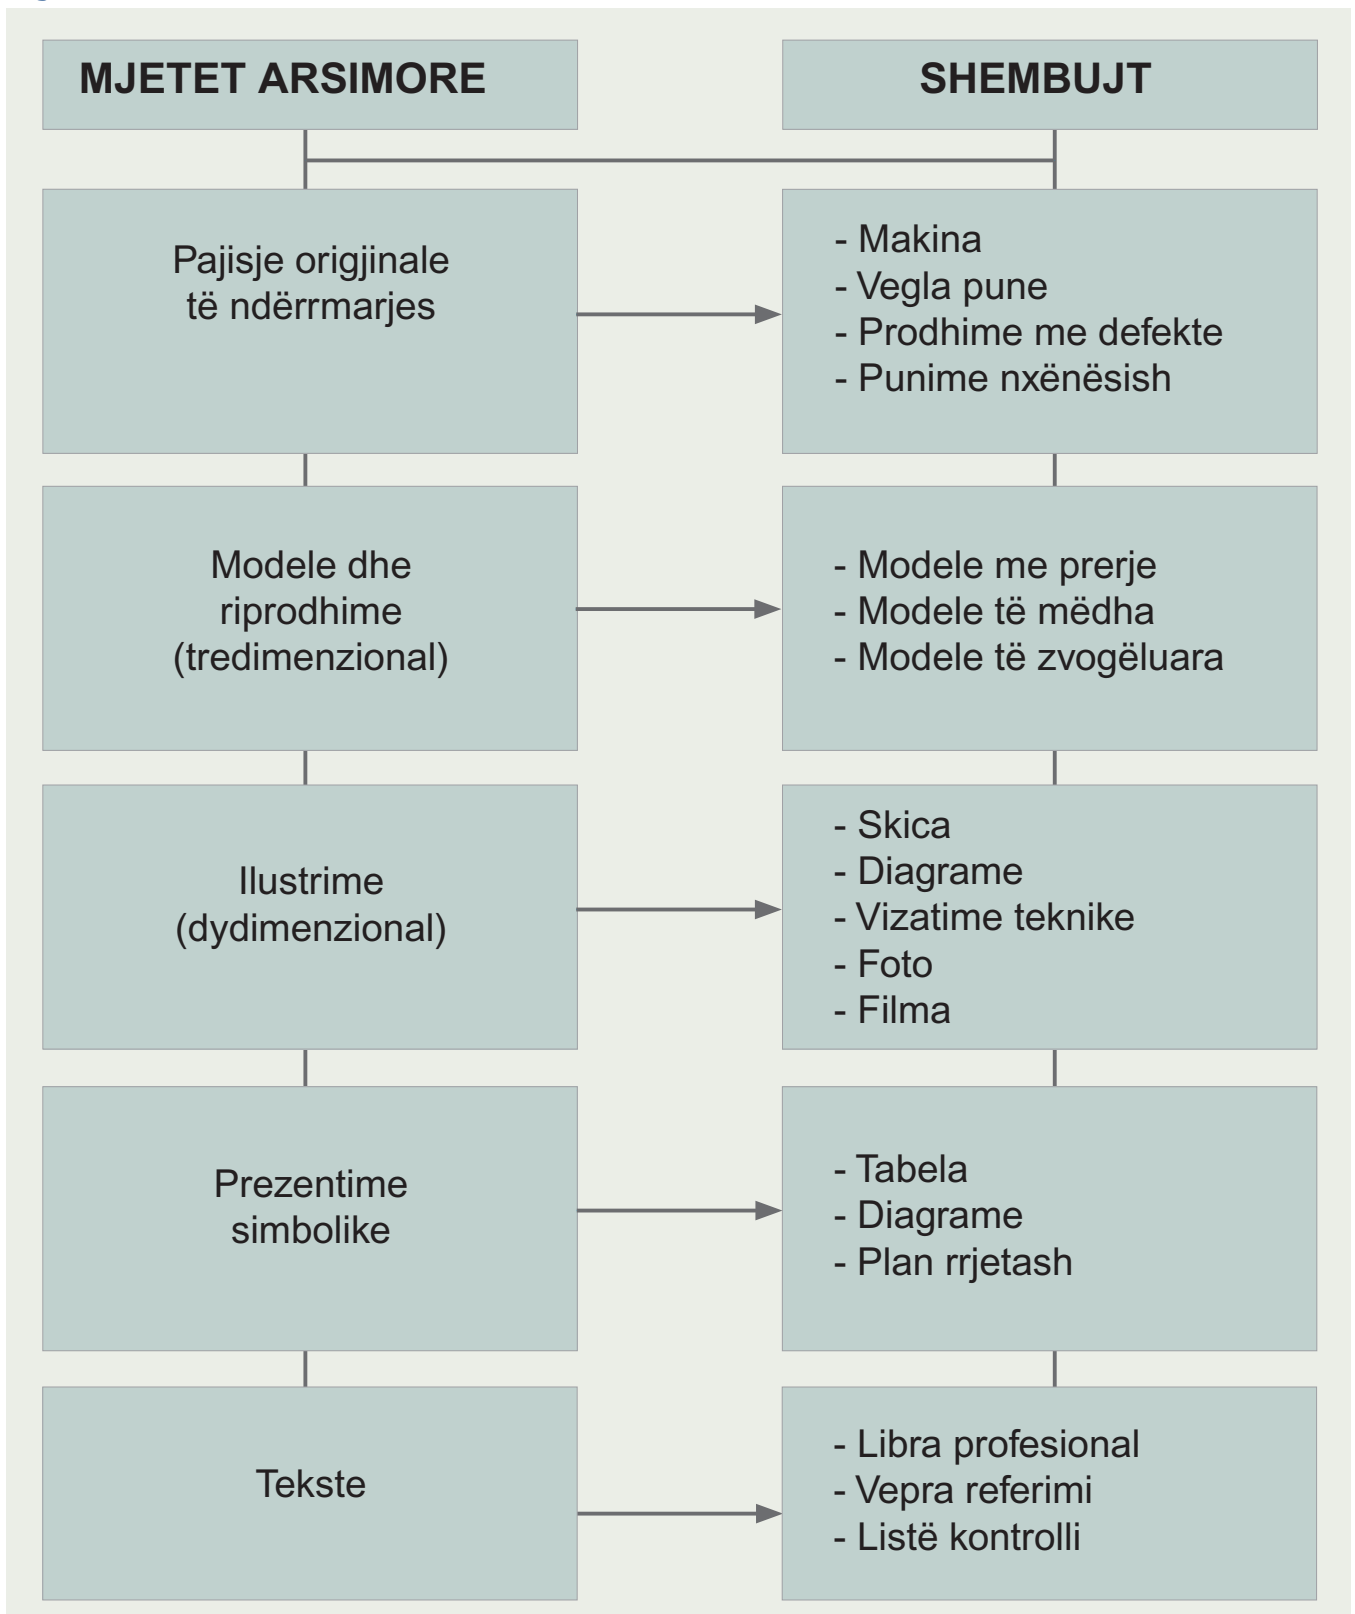 MJETET ARSIMORE
SHEMBUJT
Pajisje origjinale
të ndërrmarjes
- Makina
- Vegla pune
- Prodhime me defekte
- Punime nxënësish
Modele dhe
riprodhime
(tredimenzional)
- Modele me prerje
- Modele të mëdha
- Modele të zvogëluara
Ilustrime
(dydimenzional)
- Skica
- Diagrame
- Vizatime teknike
- Foto
- Filma
Prezentime
simbolike
- Tabela
- Diagrame
- Plan rrjetash
Tekste
- Libra profesional
- Vepra referimi
- Listë kontrolli